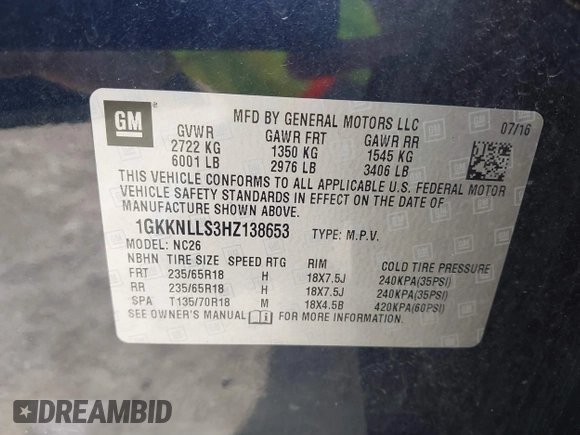 GM
MFD BY GENERAL MOTORS LLC
07/16
GVWR GAWR FRT GAWR RR
2722 KG 1350 KG 1545 KG
6001 LB 2976 LB 3406 LB
THIS VEHICLE CONFORMS TO ALL APPLICABLE U.S. FEDERAL MOTOR
VEHICLE SAFETY STANDARDS IN EFFECT ON THE DATE OF
MANUFACTURE SHOWN ABOVE.
1GKKNLLS3HZ138653 TYPE: M.P.V.
MODEL: NC26
NBHN TIRE SIZE SPEED RTG RIM COLD TIRE PRESSURE
FRT 235/65R18 H 18X7.5J 240KPA(35PSI)
RR 235/65R18 H 18X7.5J 240KPA(35PSI)
SPA T135/70R18 M 18X4.5B 420KPA(60PSI)
SEE OWNER'S MANUAL FOR MORE INFORMATION.
DREAMBID